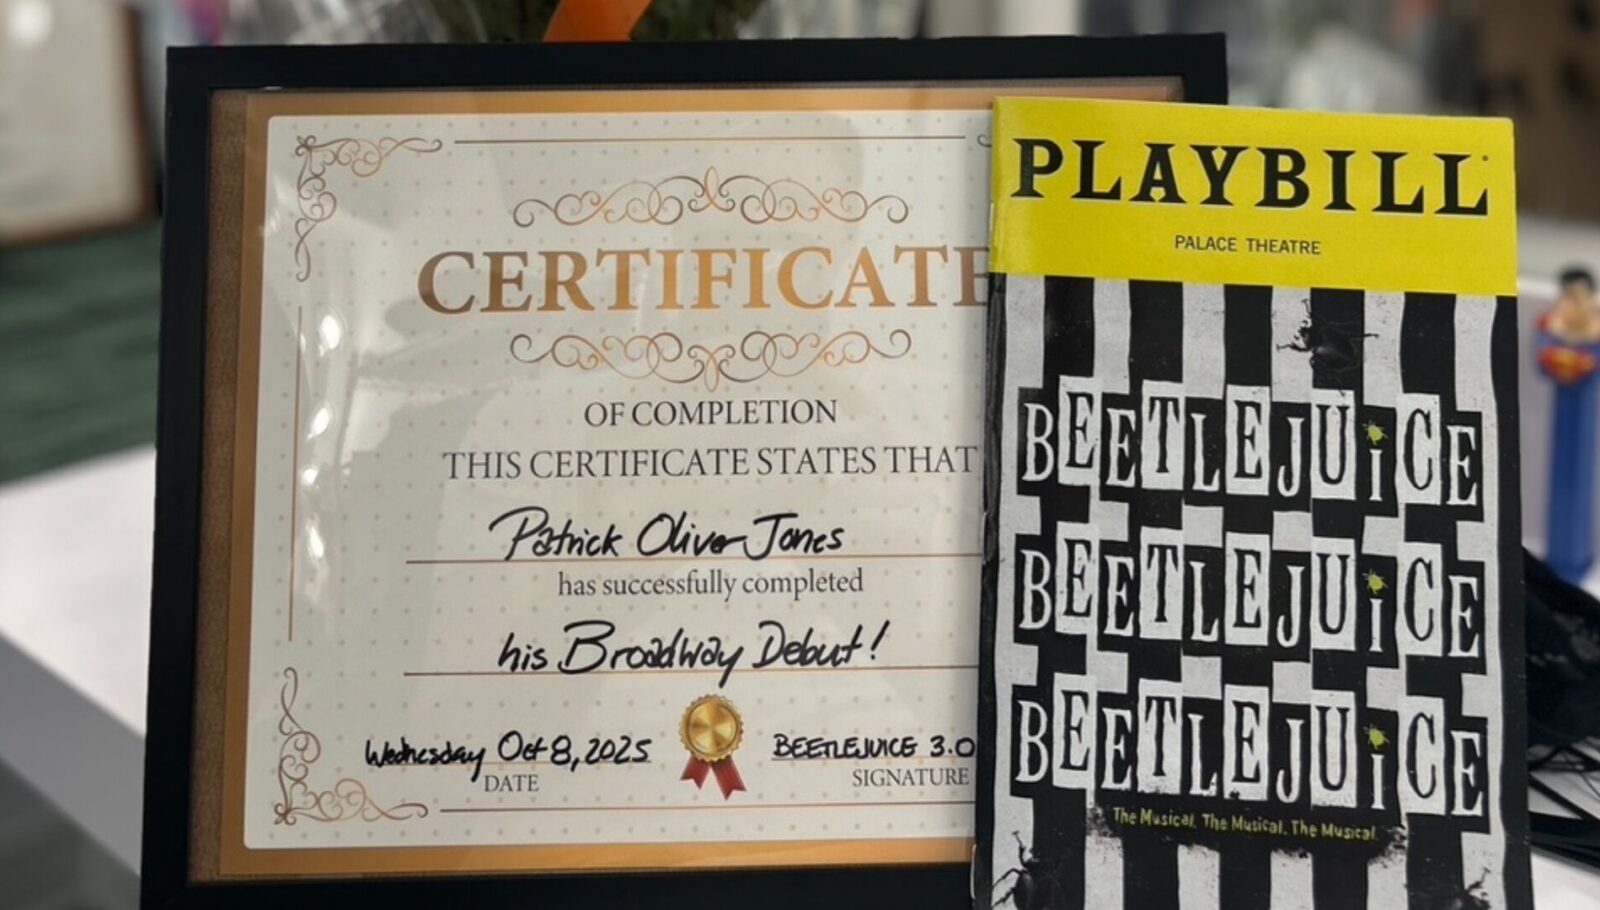 CERTIFICATE
OF COMPLETION
THIS CERTIFICATE STATES THAT
Patrick Oliver Jones
has successfully completed
his Broadway Debut!
Wednesday Oct 8, 2025
DATE
BEETLEJUICE 3.0
SIGNATURE
PLAYBILL
PALACE THEATRE
BEETLEJUiCE
BEETLEJUiCE
BEETLEJUiCE
The Musical. The Musical. The Musical.